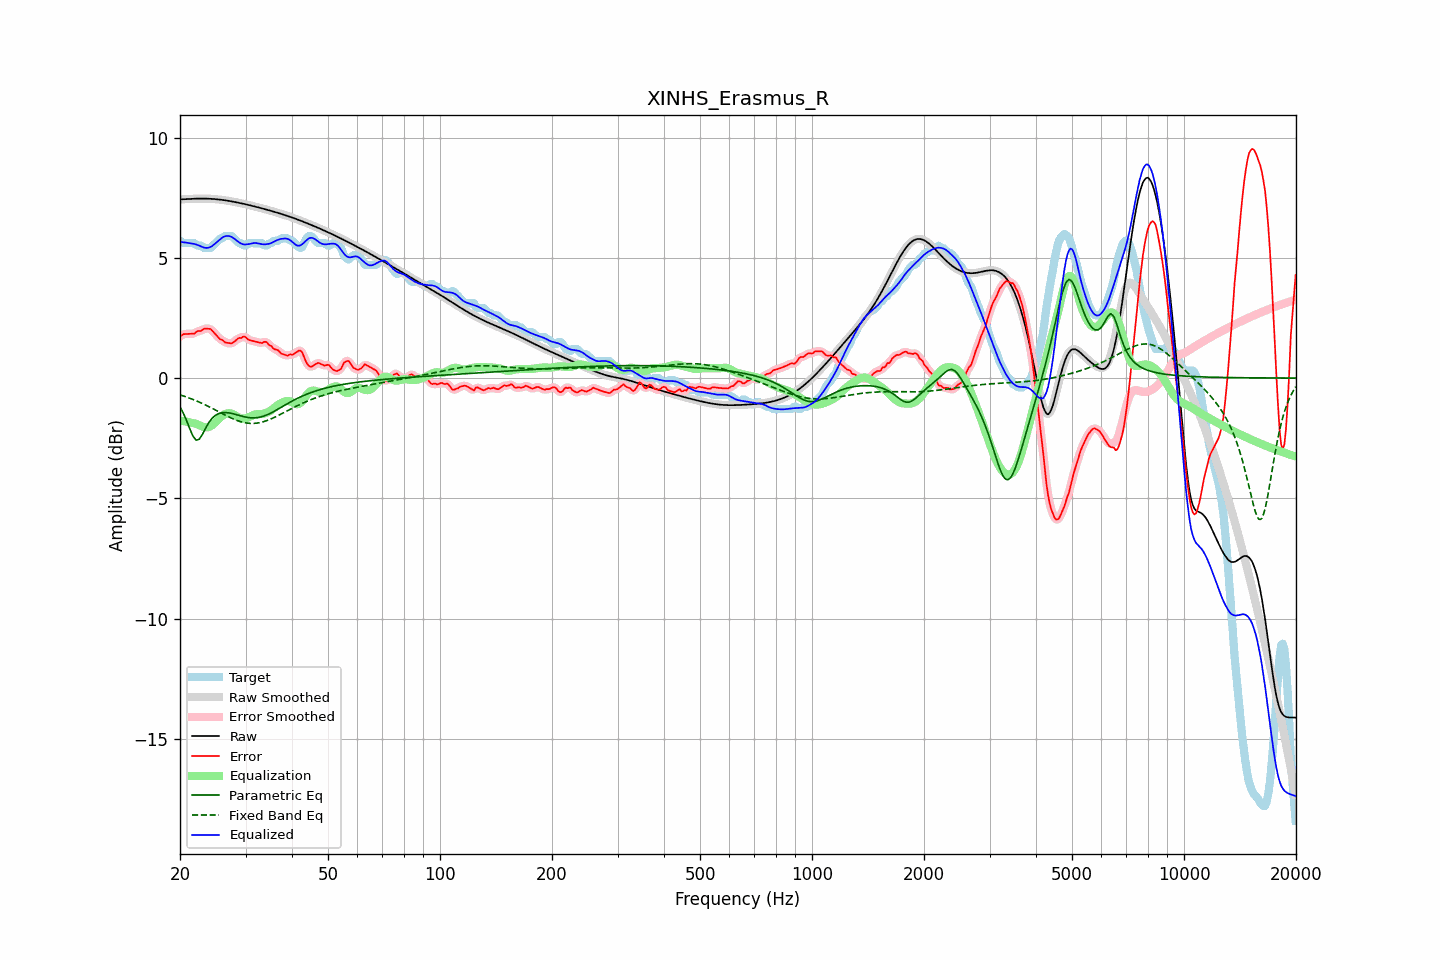 XINHS_Erasmus_R
Amplitude (dBr)
10
5
0
−5
−10
−15
Target
Raw Smoothed
Error Smoothed
Raw
Error
Equalization
Parametric Eq
Fixed Band Eq
Equalized
20 50 100 200 500 1000 2000 5000 10000 20000
Frequency (Hz)